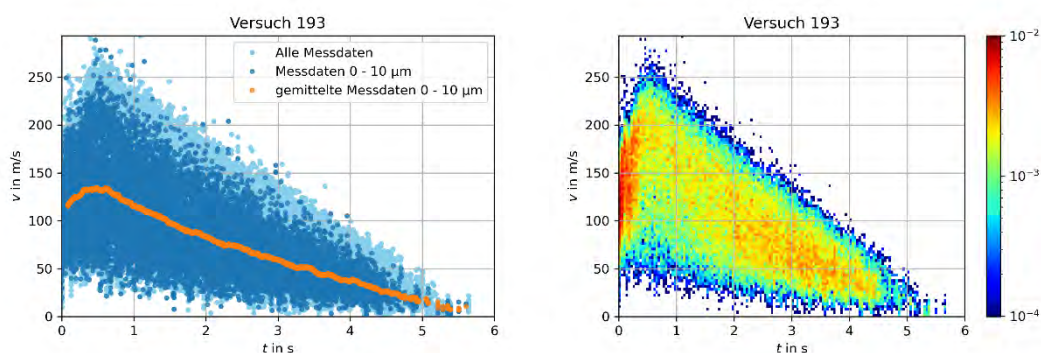 Versuch 193
Alle Messdaten
Messdaten 0 - 10 µm
gemittelte Messdaten 0 - 10 µm
250
200
150
100
50
0
v in m/s
0 1 2 3 4 5 6
t in s
Versuch 193
250
200
150
100
50
0
v in m/s
0 1 2 3 4 5 6
t in s
10⁻²
10⁻³
10⁻⁴